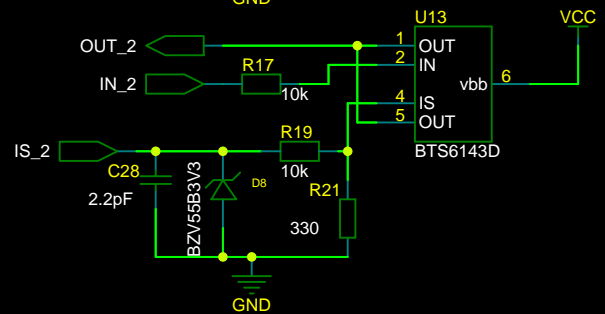 GND
U13
VCC
OUT_2
1 OUT
R17
2 IN
IN_2
10k
vbb 6
4 IS
5 OUT
R19
BTS6143D
IS_2
C28
10k
D8
R21
2.2pF
BZV55B3V3
330
GND